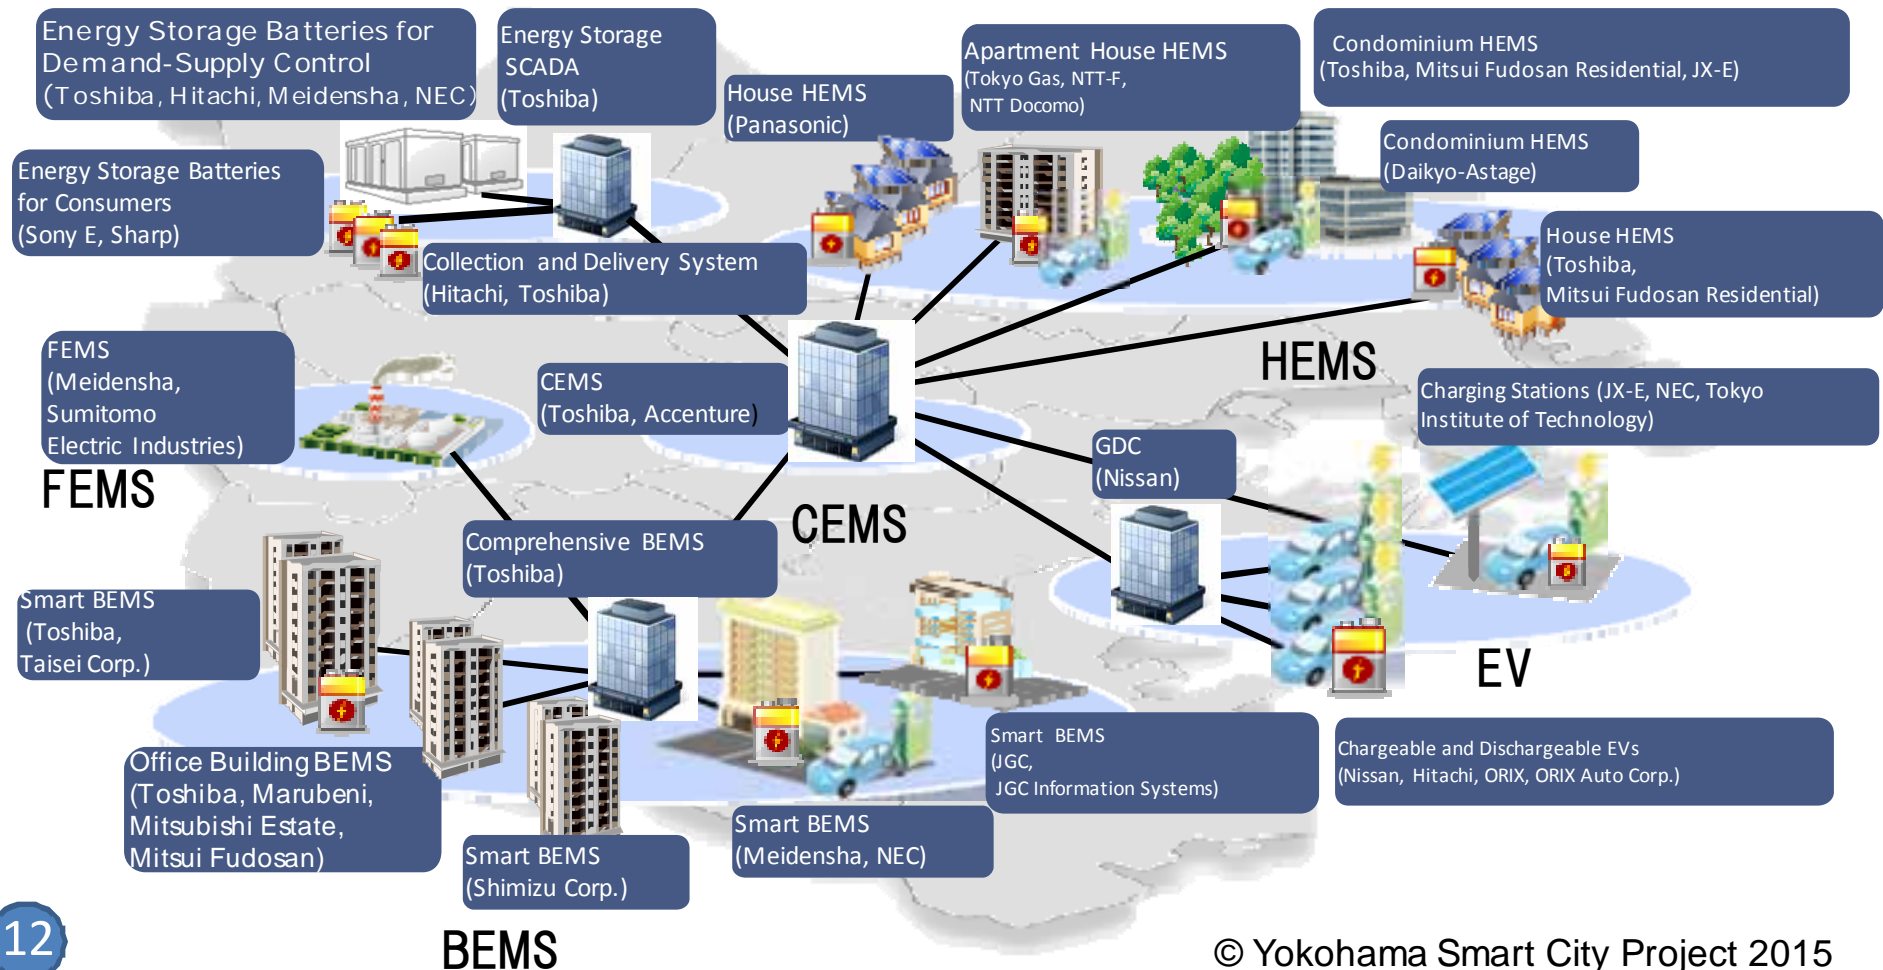 Energy Storage Batteries for
Demand-Supply Control
(Toshiba, Hitachi, Meidensha, NEC)
Energy Storage
SCADA
(Toshiba)
House HEMS
(Panasonic)
Apartment House HEMS
(Tokyo Gas, NTT-F,
NTT Docomo)
Condominium HEMS
(Toshiba, Mitsui Fudosan Residential, JX-E)
Condominium HEMS
(Daikyo-Astage)
Energy Storage Batteries
for Consumers
(Sony E, Sharp)
Collection and Delivery System
(Hitachi, Toshiba)
House HEMS
(Toshiba,
Mitsui Fudosan Residential)
HEMS
FEMS
(Meidensha,
Sumitomo
Electric Industries)
FEMS
CEMS
(Toshiba, Accenture)
CEMS
Charging Stations (JX-E, NEC, Tokyo
Institute of Technology)
GDC
(Nissan)
EV
Comprehensive BEMS
(Toshiba)
Smart BEMS
(Toshiba,
Taisei Corp.)
Office Building BEMS
(Toshiba, Marubeni,
Mitsubishi Estate,
Mitsui Fudosan)
Smart BEMS
(Shimizu Corp.)
Smart BEMS
(Meidensha, NEC)
Smart BEMS
(JGC,
JGC Information Systems)
Chargeable and Dischargeable EVs
(Nissan, Hitachi, ORIX, ORIX Auto Corp.)
BEMS
12
© Yokohama Smart City Project 2015